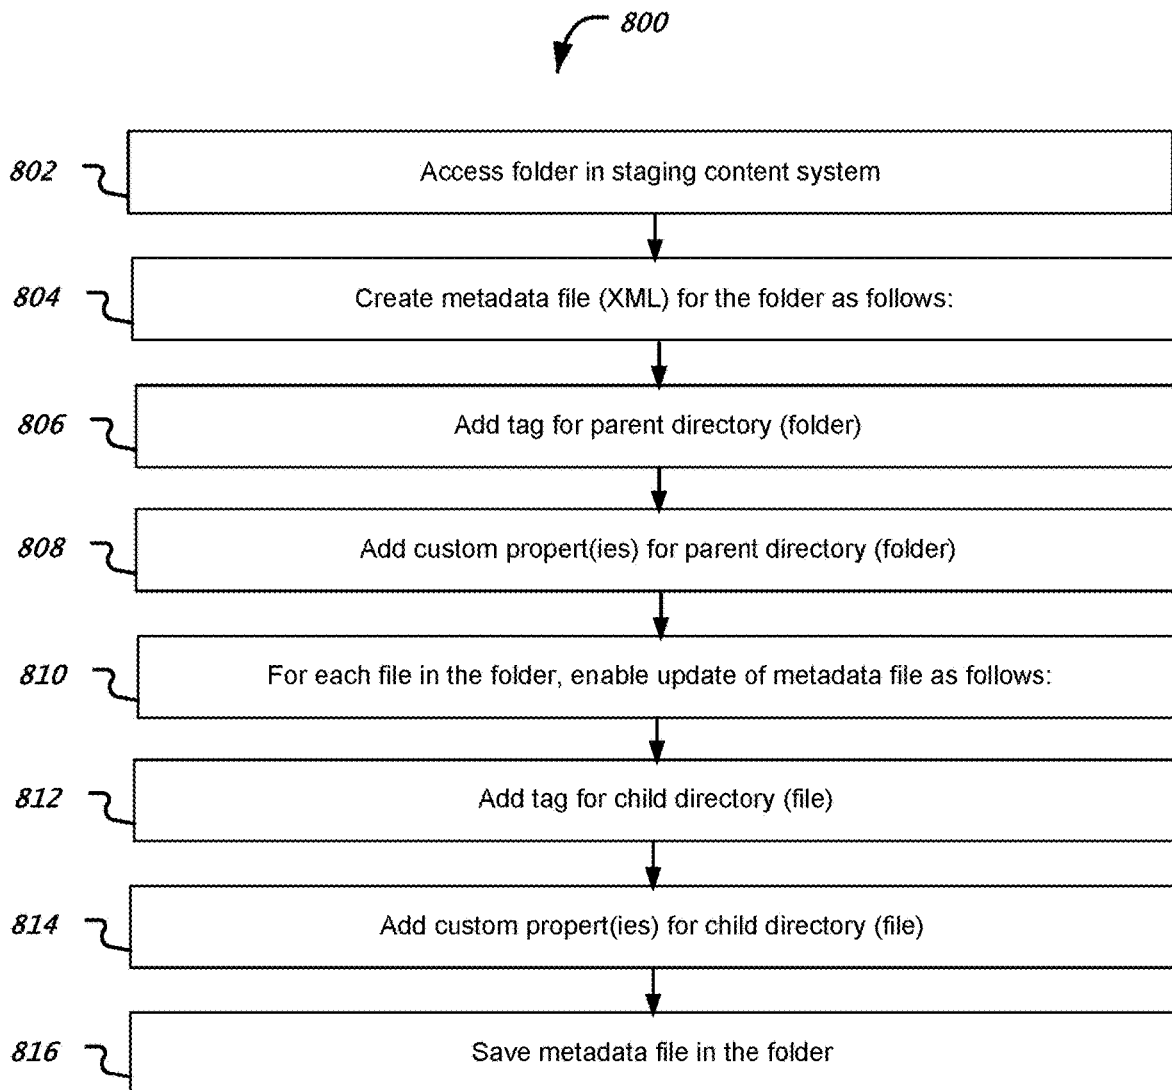 800
802 Access folder in staging content system
804 Create metadata file (XML) for the folder as follows:
806 Add tag for parent directory (folder)
808 Add custom propert(ies) for parent directory (folder)
810 For each file in the folder, enable update of metadata file as follows:
812 Add tag for child directory (file)
814 Add custom propert(ies) for child directory (file)
816 Save metadata file in the folder